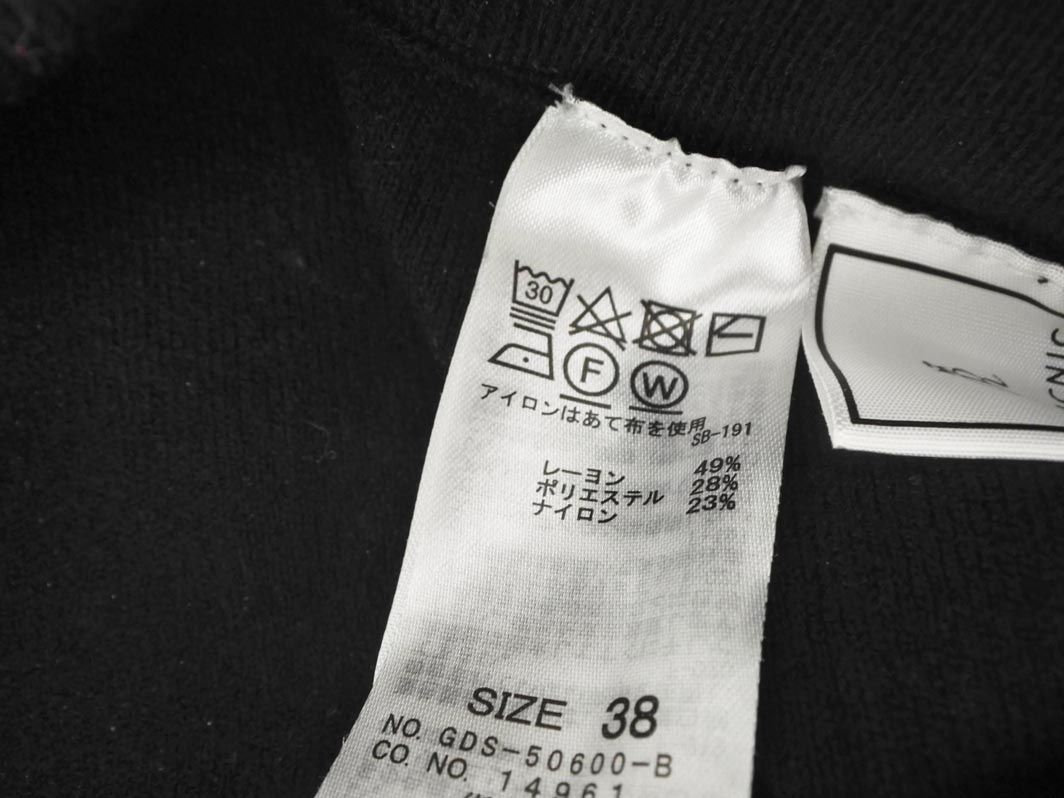 30
F W
アイロンはあて布を使用
SB-191
レーヨン 49%
ポリエステル 28%
ナイロン 23%
SIZE 38
NO. GDS-50600-B
CO. NO. 14961